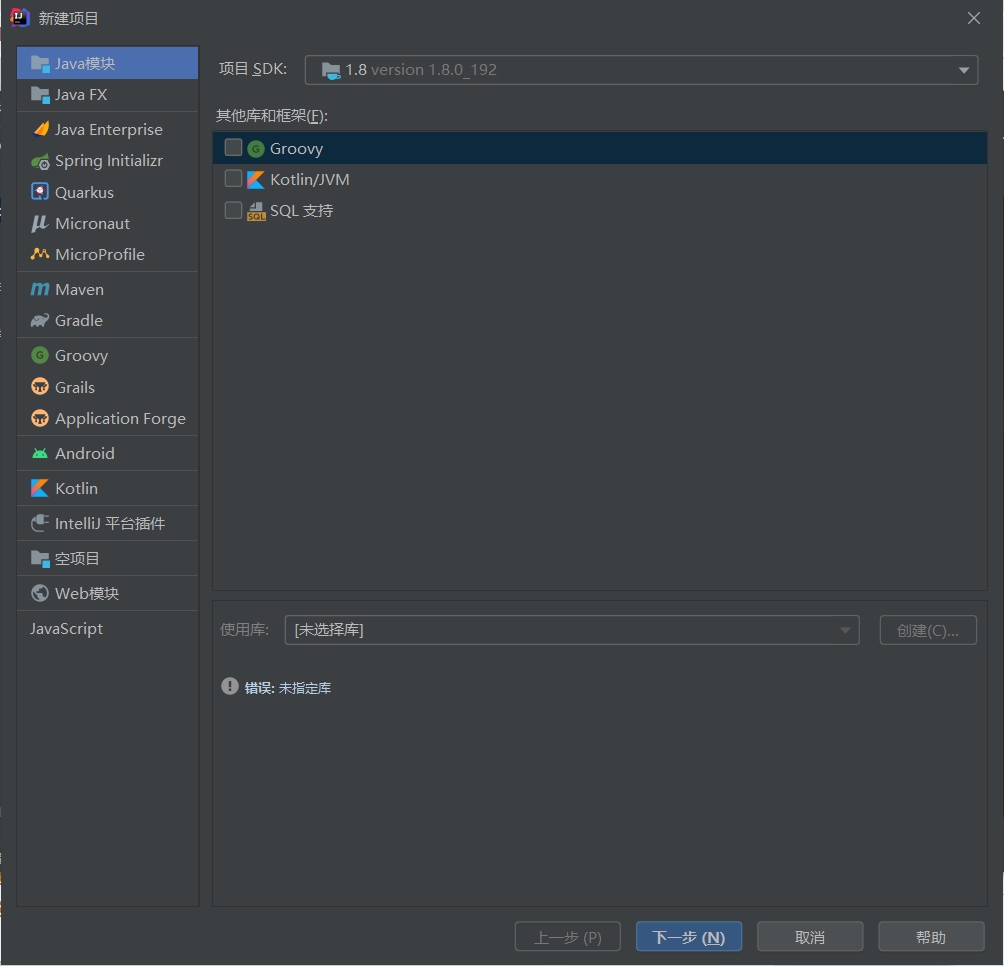 新建项目
Java模块
Java FX
Java Enterprise
Spring Initializr
Quarkus
Micronaut
MicroProfile
Maven
Gradle
Groovy
Grails
Application Forge
Android
Kotlin
IntelliJ 平台插件
空项目
Web模块
JavaScript
项目 SDK: 1.8 version 1.8.0_192
其他库和框架(F):
Groovy
Kotlin/JVM
SQL 支持
使用库: [未选择库] 创建(C)...
错误: 未指定库
上一步 (P) 下一步 (N) 取消 帮助